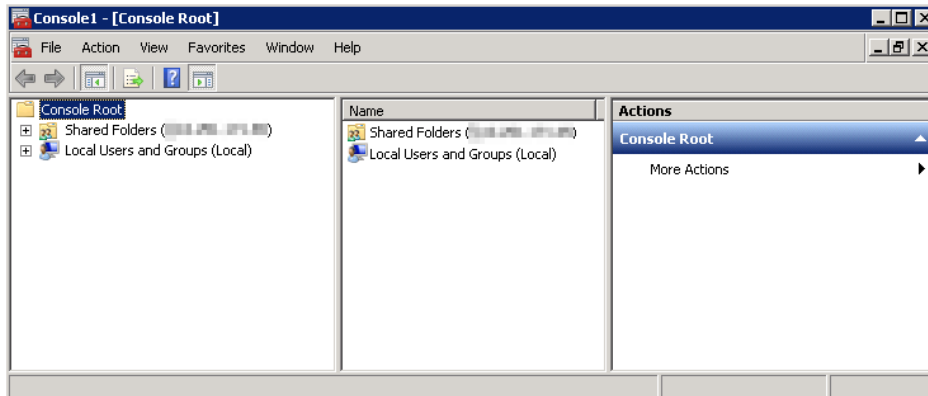 Console1 - [Console Root]
File Action View Favorites Window Help
Console Root
Shared Folders ( )
Local Users and Groups (Local)
Name
Shared Folders ( )
Local Users and Groups (Local)
Actions
Console Root
More Actions